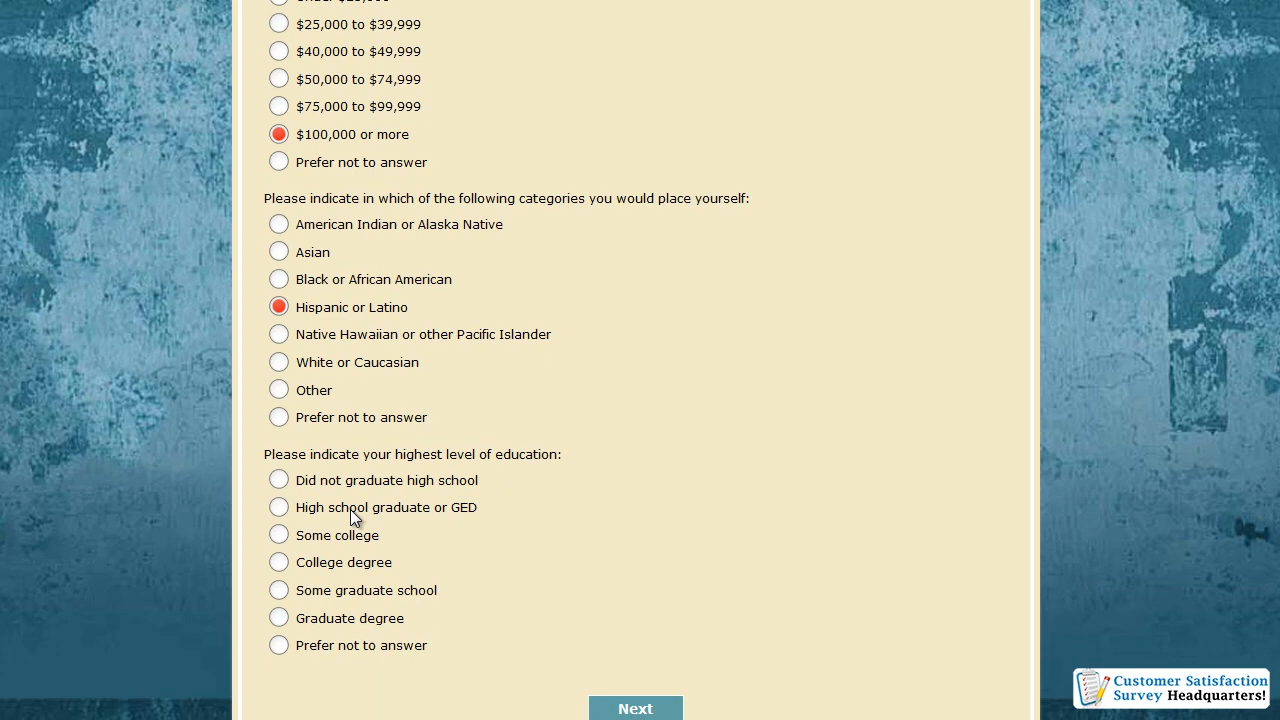 $25,000 to $39,999
$40,000 to $49,999
$50,000 to $74,999
$75,000 to $99,999
$100,000 or more
Prefer not to answer
Please indicate in which of the following categories you would place yourself:
American Indian or Alaska Native
Asian
Black or African American
Hispanic or Latino
Native Hawaiian or other Pacific Islander
White or Caucasian
Other
Prefer not to answer
Please indicate your highest level of education:
Did not graduate high school
High school graduate or GED
Some college
College degree
Some graduate school
Graduate degree
Prefer not to answer
Next
Customer Satisfaction
Survey Headquarters!